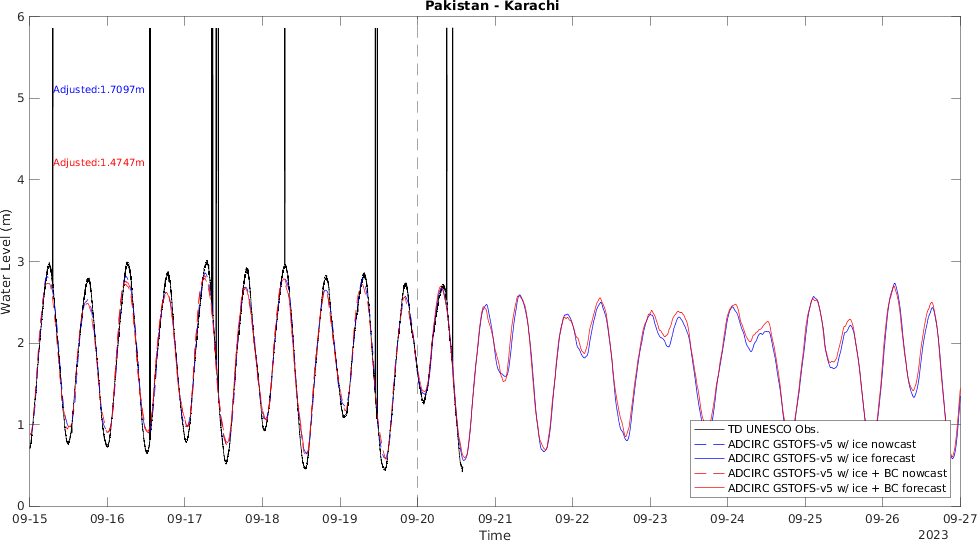 Pakistan - Karachi
6
5
4
3
2
1
0
Water Level (m)
Adjusted:1.7097m
Adjusted:1.4747m
TD UNESCO Obs.
ADCIRC GSTOFS-v5 w/ ice nowcast
ADCIRC GSTOFS-v5 w/ ice forecast
ADCIRC GSTOFS-v5 w/ ice + BC nowcast
ADCIRC GSTOFS-v5 w/ ice + BC forecast
09-15 09-16 09-17 09-18 09-19 09-20 09-21 09-22 09-23 09-24 09-25 09-26 09-27
Time
2023